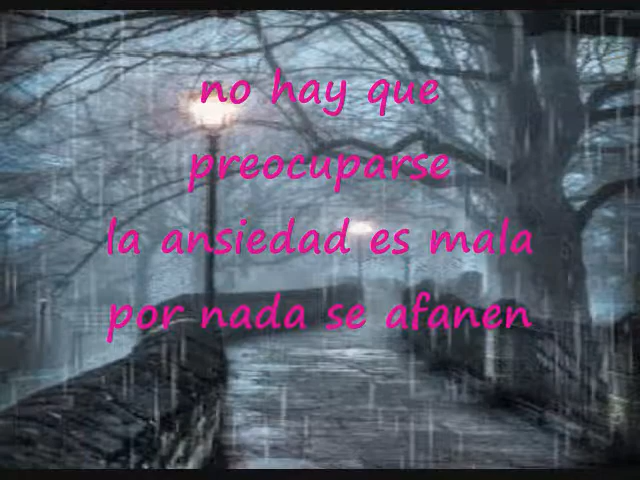 no hay que
preocuparse
la ansiedad es mala
por nada se afanen